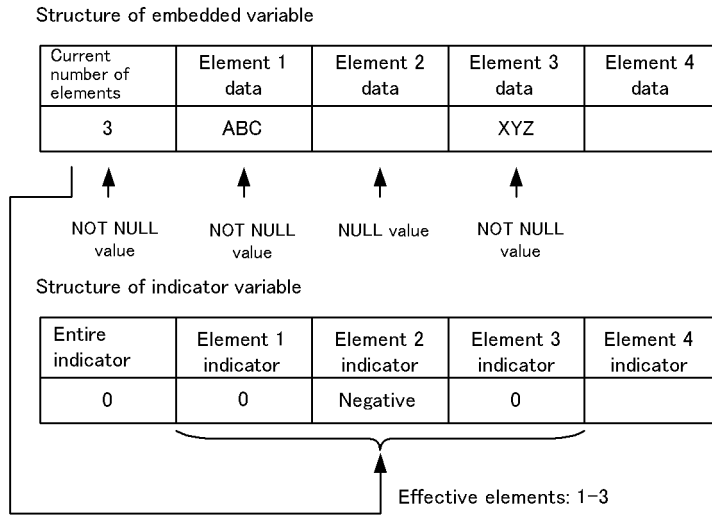 Structure of embedded variable
Current
number of
elements
Element 1
data
Element 2
data
Element 3
data
Element 4
data
3
ABC
XYZ
NOT NULL
value
NOT NULL
value
NULL value
NOT NULL
value
Structure of indicator variable
Entire
indicator
Element 1
indicator
Element 2
indicator
Element 3
indicator
Element 4
indicator
0
0
Negative
0
Effective elements: 1-3